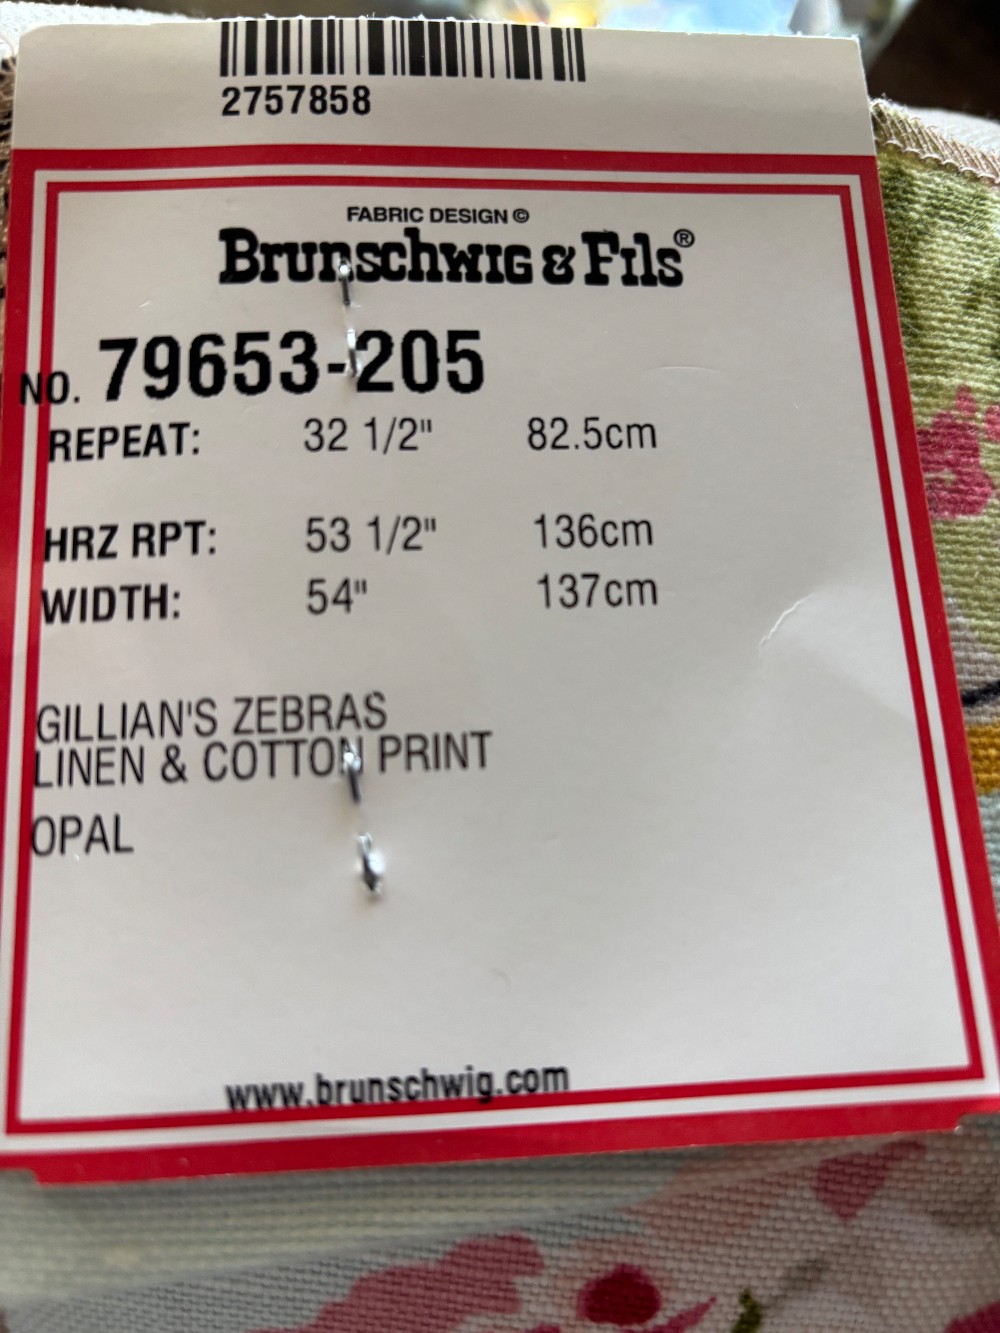 2757858
FABRIC DESIGN ©
Brunschwig & Fils®
NO. 79653-205
REPEAT: 32 1/2" 82.5cm
HRZ RPT: 53 1/2" 136cm
WIDTH: 54" 137cm
GILLIAN'S ZEBRAS
LINEN & COTTON PRINT
OPAL
www.brunschwig.com